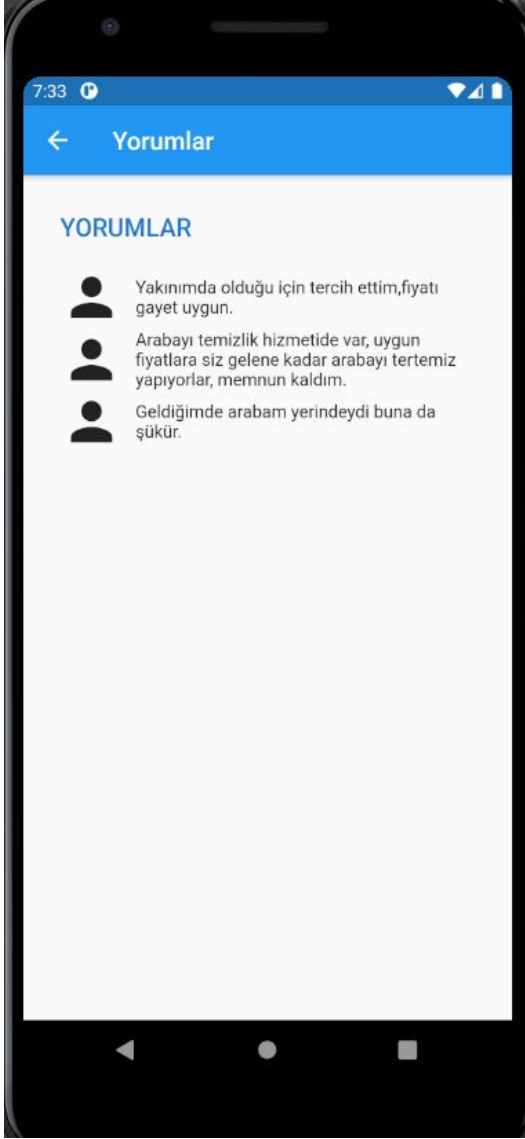 7:33
Yorumlar
YORUMLAR
Yakınımda olduğu için tercih ettim,fiyatı
gayet uygun.
Arabayı temizlik hizmetide var, uygun
fiyatlara siz gelene kadar arabayı tertemiz
yapıyorlar, memnun kaldım.
Geldiğimde arabam yerindeydi buna da
şükür.